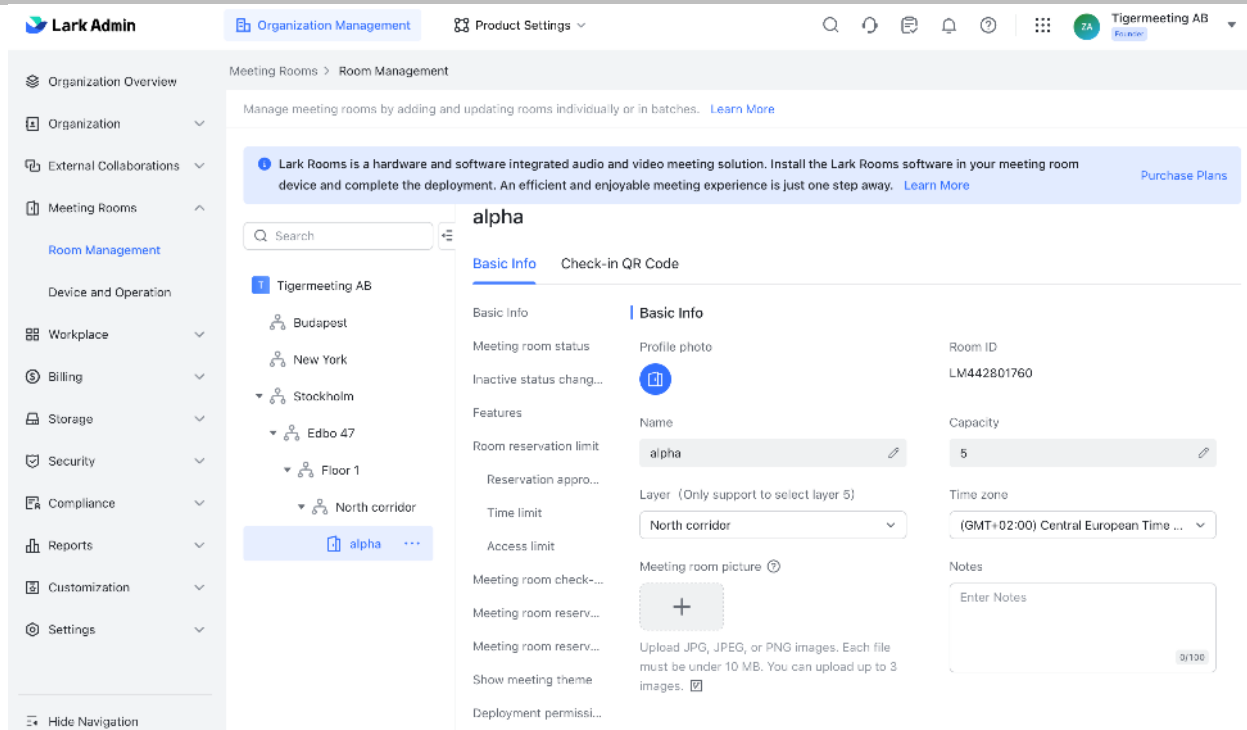 Lark Admin
Organization Management
Product Settings
ZA
Tigermeeting AB
Founder
Organization Overview
Organization
External Collaborations
Meeting Rooms
Room Management
Device and Operation
Workplace
Billing
Storage
Security
Compliance
Reports
Customization
Settings
Hide Navigation
Meeting Rooms > Room Management
Manage meeting rooms by adding and updating rooms individually or in batches. Learn More
Lark Rooms is a hardware and software integrated audio and video meeting solution. Install the Lark Rooms software in your meeting room
device and complete the deployment. An efficient and enjoyable meeting experience is just one step away. Learn More
Purchase Plans
Search
T Tigermeeting AB
Budapest
New York
Stockholm
Edbo 47
Floor 1
North corridor
alpha ...
alpha
Basic Info
Check-in QR Code
Basic Info
Meeting room status
Inactive status chang...
Features
Room reservation limit
Reservation appro...
Time limit
Access limit
Meeting room check-...
Meeting room reserv...
Meeting room reserv...
Show meeting theme
Deployment permissi...
Basic Info
Profile photo
Room ID
LM442801760
Name
alpha
Capacity
5
Layer (Only support to select layer 5)
North corridor
Time zone
(GMT+02:00) Central European Time ...
Meeting room picture
Upload JPG, JPEG, or PNG images. Each file
must be under 10 MB. You can upload up to 3
images.
Notes
Enter Notes
0/100